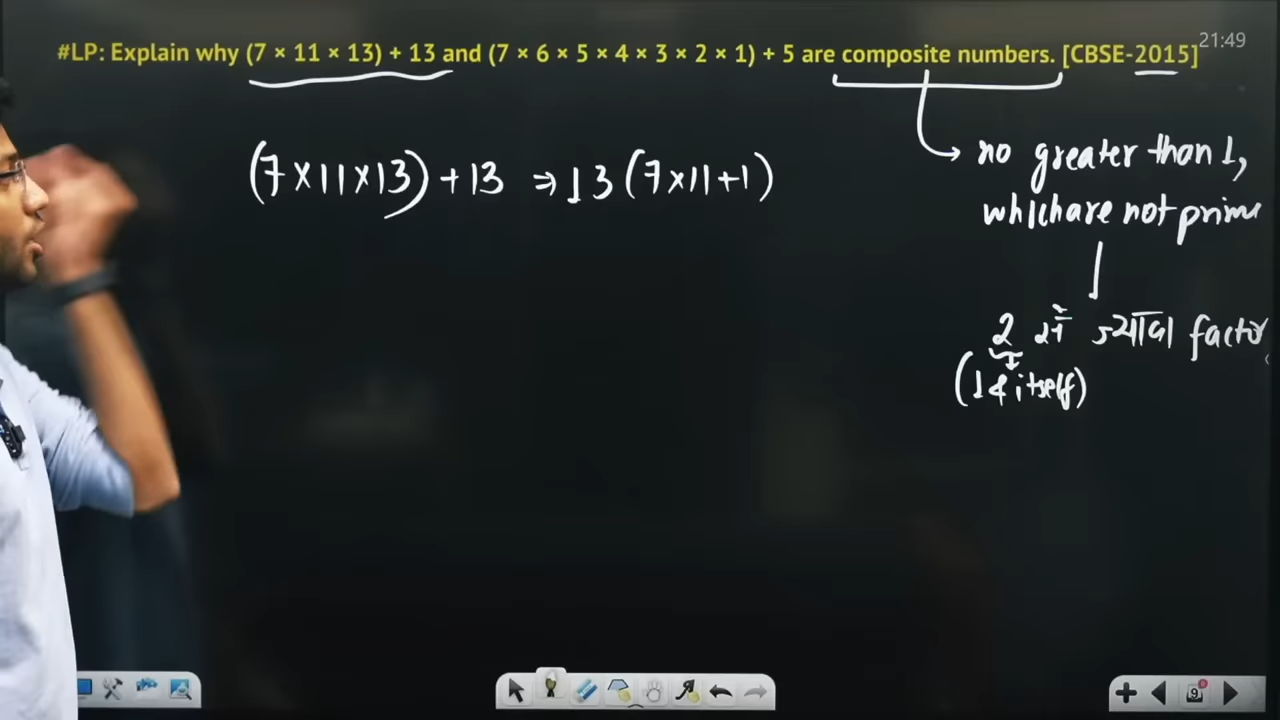 21:49
#LP: Explain why (7 × 11 × 13) + 13 and (7 × 6 × 5 × 4 × 3 × 2 × 1) + 5 are composite numbers. [CBSE-2015]
(7×11×13) + 13 ⇒ 13 (7×11+1)
no greater than 1,
which are not prime
2 से ज्यादा factor
(1 & itself)
9